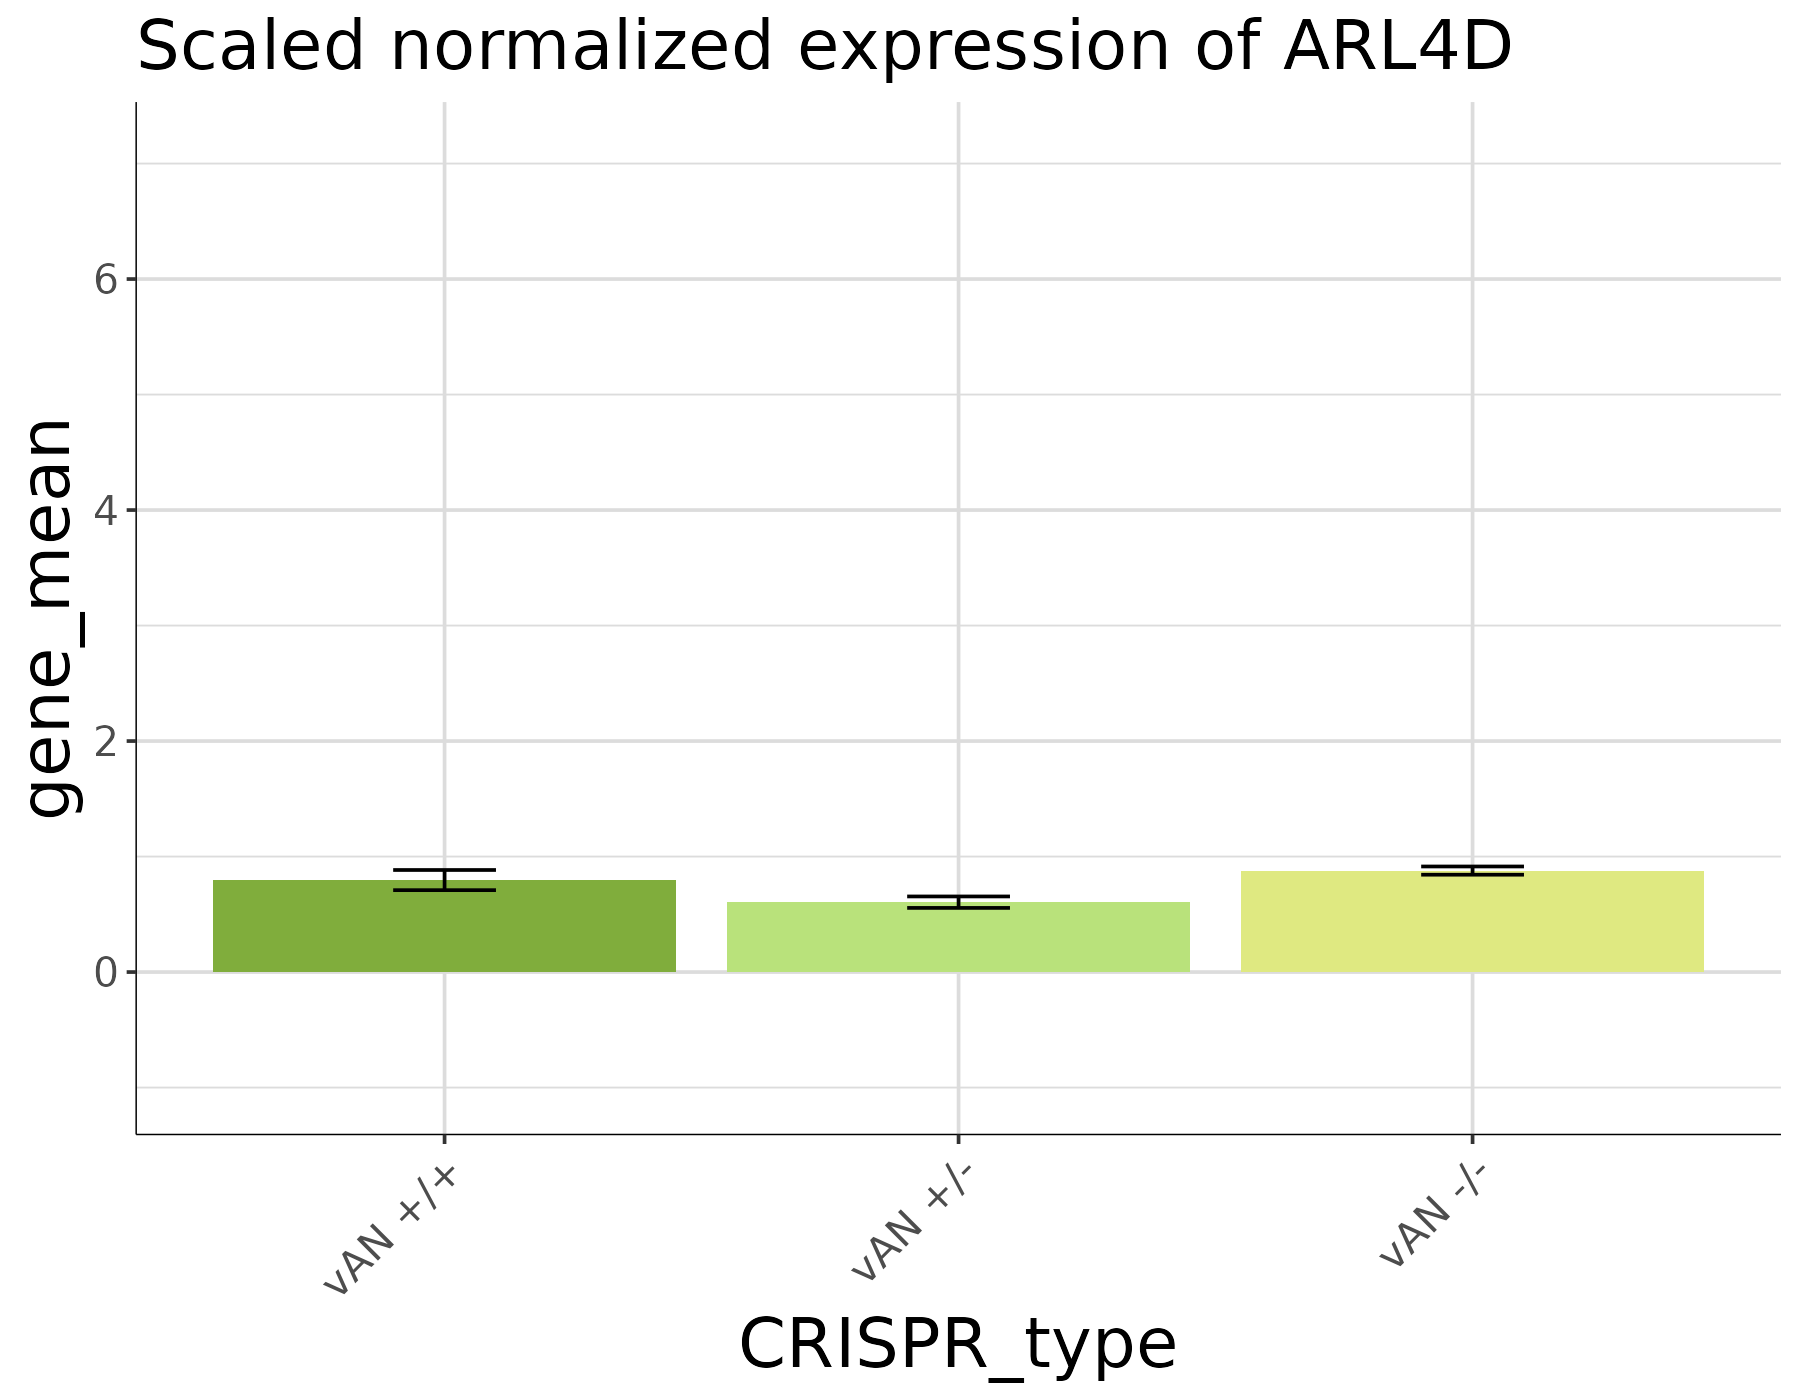 Scaled normalized expression of ARL4D
gene_mean
6
4
2
0
vAN +/+
vAN +/-
vAN -/-
CRISPR_type